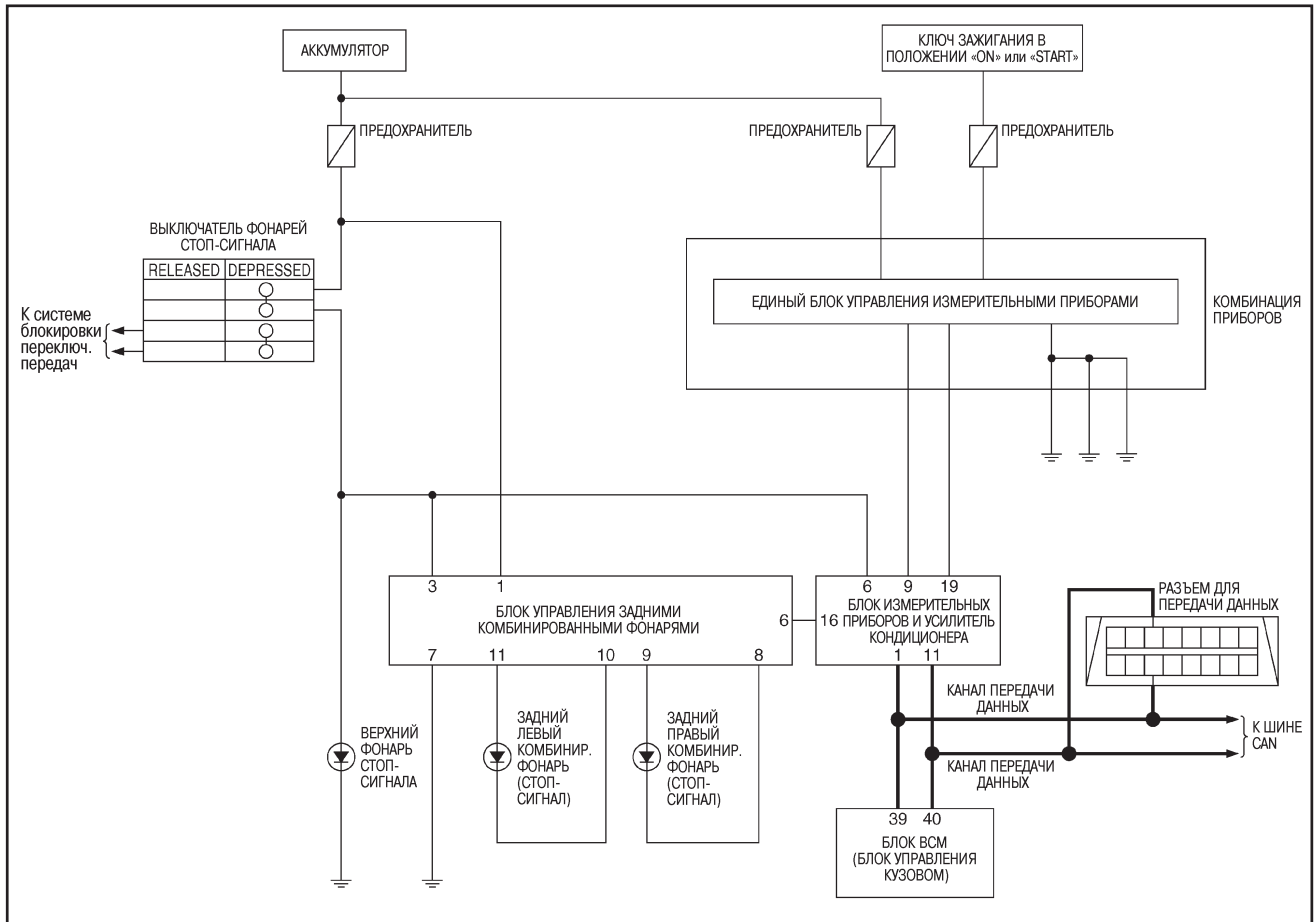 АККУМУЛЯТОР
КЛЮЧ ЗАЖИГАНИЯ В
ПОЛОЖЕНИИ «ON» или «START»
ПРЕДОХРАНИТЕЛЬ
ПРЕДОХРАНИТЕЛЬ
ПРЕДОХРАНИТЕЛЬ
ВЫКЛЮЧАТЕЛЬ ФОНАРЕЙ
СТОП-СИГНАЛА
RELEASED
DEPRESSED
К системе
блокировки
переключ.
передач
ЕДИНЫЙ БЛОК УПРАВЛЕНИЯ ИЗМЕРИТЕЛЬНЫМИ ПРИБОРАМИ
КОМБИНАЦИЯ
ПРИБОРОВ
3
1
БЛОК УПРАВЛЕНИЯ ЗАДНИМИ
КОМБИНИРОВАННЫМИ ФОНАРЯМИ
6
7
11
10
9
8
6
9
19
16
БЛОК ИЗМЕРИТЕЛЬНЫХ
ПРИБОРОВ И УСИЛИТЕЛЬ
КОНДИЦИОНЕРА
1
11
РАЗЪЕМ ДЛЯ
ПЕРЕДАЧИ ДАННЫХ
КАНАЛ ПЕРЕДАЧИ
ДАННЫХ
К ШИНЕ
CAN
КАНАЛ ПЕРЕДАЧИ
ДАННЫХ
ВЕРХНИЙ
ФОНАРЬ
СТОП-
СИГНАЛА
ЗАДНИЙ
ЛЕВЫЙ
КОМБИНИР.
ФОНАРЬ
(СТОП-
СИГНАЛ)
ЗАДНИЙ
ПРАВЫЙ
КОМБИНИР.
ФОНАРЬ
(СТОП-
СИГНАЛ)
39
40
БЛОК BCM
(БЛОК УПРАВЛЕНИЯ
КУЗОВОМ)